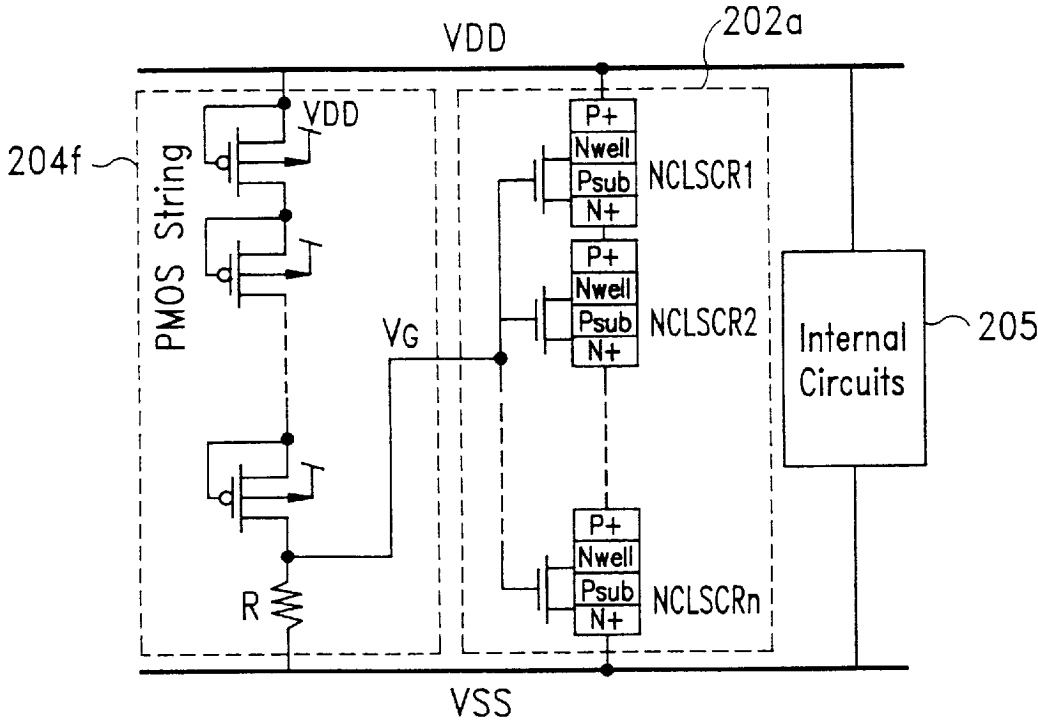 VDD
202a
204f
PMOS String
VDD
P+
Nwell
Psub
N+
NCLSCR1
P+
Nwell
Psub
N+
NCLSCR2
VG
Internal
Circuits
205
P+
Nwell
Psub
N+
NCLSCRn
R
VSS